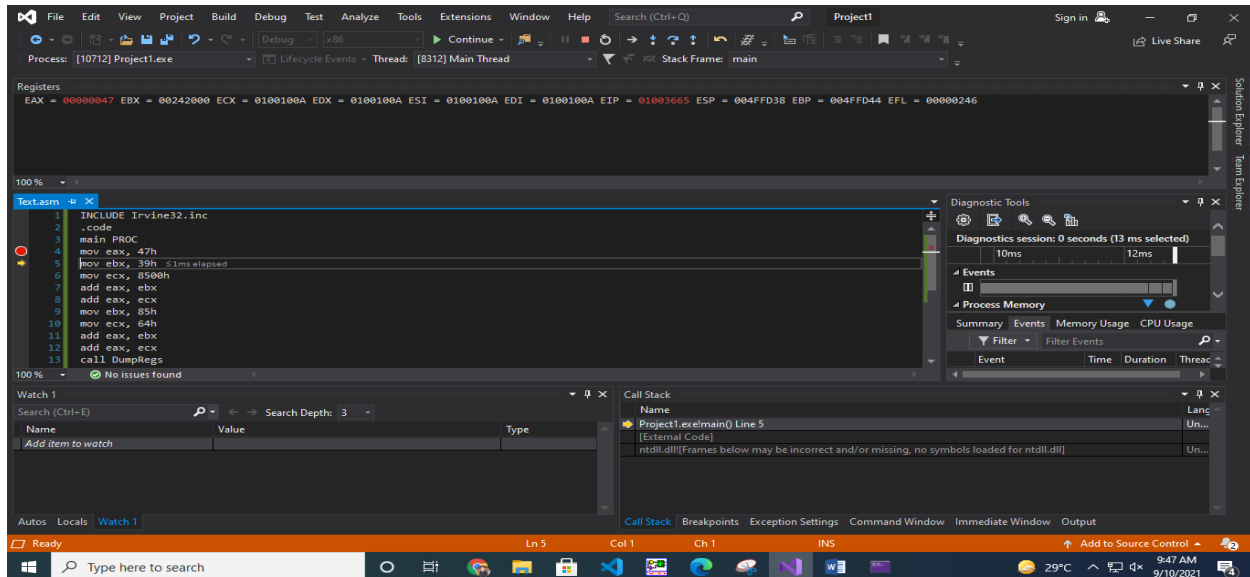 File Edit View Project Build Debug Test Analyze Tools Extensions Window Help Search (Ctrl+Q) Project1 Sign in
Debug x86 Continue Live Share
Process: [10712] Project1.exe Lifecycle Events Thread: [8312] Main Thread Stack Frame: main
Registers
EAX = 00000047 EBX = 00242000 ECX = 0100100A EDX = 0100100A ESI = 0100100A EDI = 0100100A EIP = 01003665 ESP = 004FFD38 EBP = 004FFD44 EFL = 00000246
100 %
Solution Explorer
Team Explorer
Text.asm
1 INCLUDE Irvine32.inc
2 .code
3 main PROC
4 mov eax, 47h
5 mov ebx, 39h ≤1ms elapsed
6 mov ecx, 8500h
7 add eax, ebx
8 add eax, ecx
9 mov ebx, 85h
10 mov ecx, 64h
11 add eax, ebx
12 add eax, ecx
13 call DumpRegs
100 % No issues found
Diagnostic Tools
Diagnostics session: 0 seconds (13 ms selected)
10ms 12ms
Events
Process Memory
Summary Events Memory Usage CPU Usage
Filter Filter Events
Event Time Duration Thread
Watch 1
Search (Ctrl+E) Search Depth: 3
Name Value Type
Add item to watch
Autos Locals Watch 1
Call Stack
Name Lang
Project1.exe!main() Line 5 Un...
[External Code]
ntdll.dll![Frames below may be incorrect and/or missing, no symbols loaded for ntdll.dll] Un...
Call Stack Breakpoints Exception Settings Command Window Immediate Window Output
Ready Ln 5 Col 1 Ch 1 INS Add to Source Control 2
Type here to search 29°C 9:47 AM
9/10/2021 4